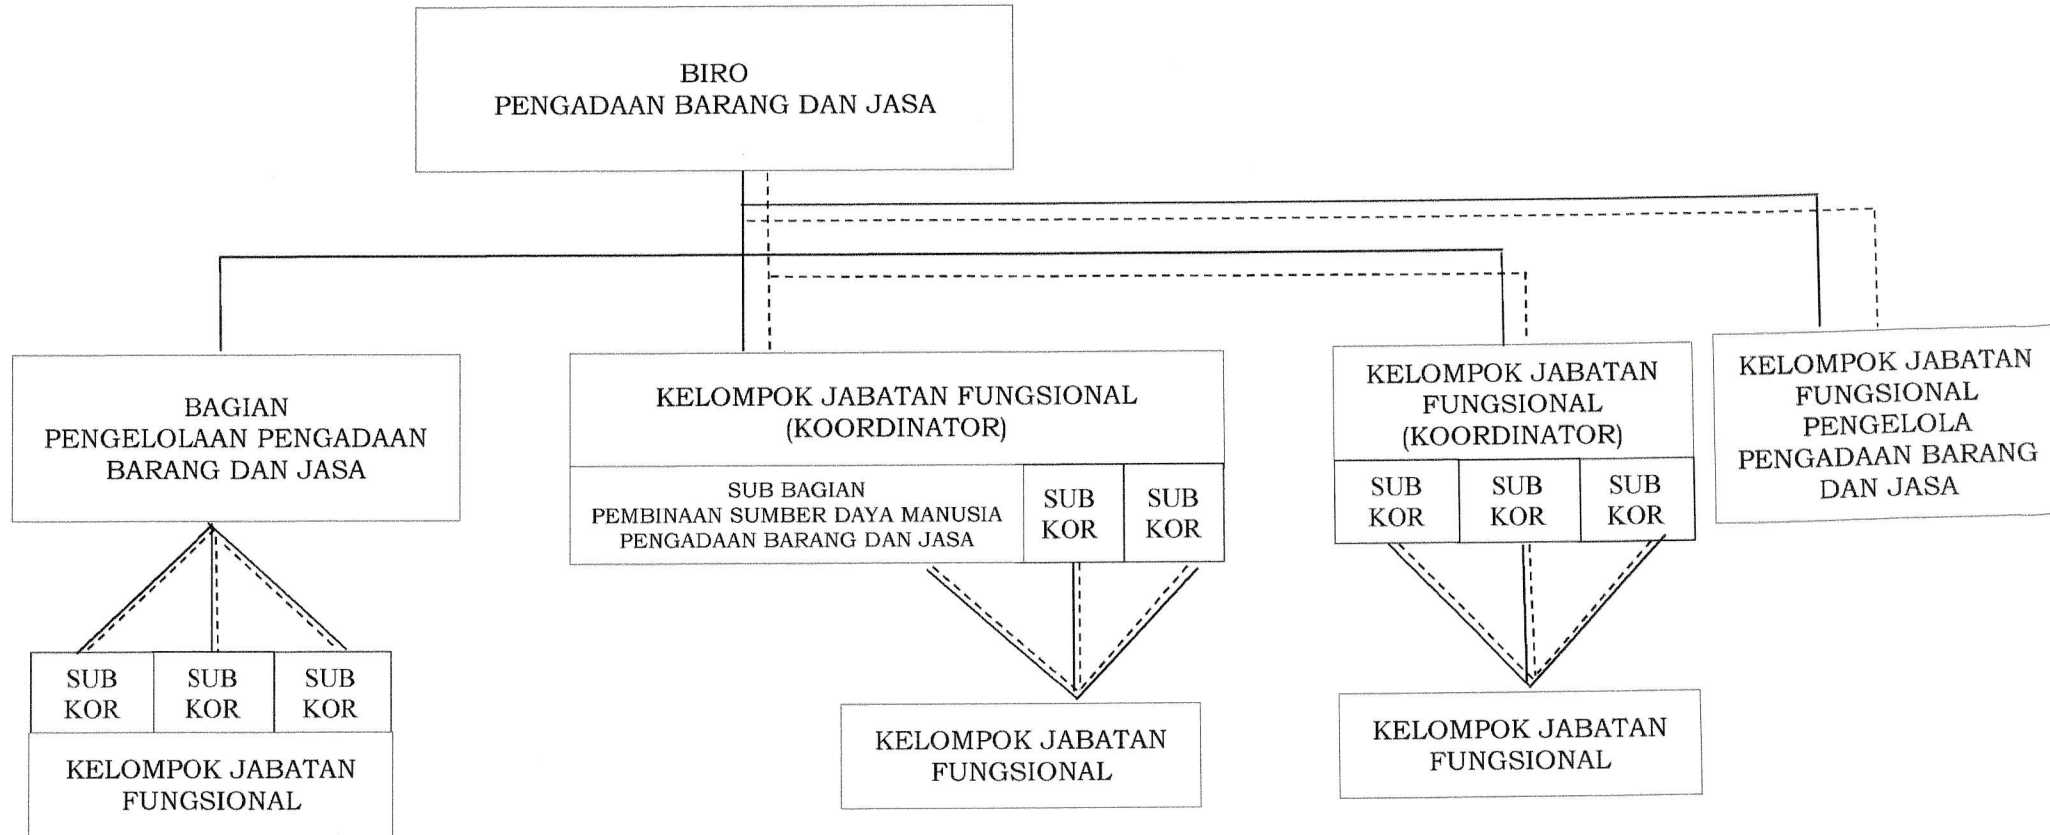 BIRO
PENGADAAN BARANG DAN JASA
BAGIAN
PENGELOLAAN PENGADAAN
BARANG DAN JASA
SUB
KOR
SUB
KOR
SUB
KOR
KELOMPOK JABATAN
FUNGSIONAL
KELOMPOK JABATAN FUNGSIONAL
(KOORDINATOR)
SUB BAGIAN
PEMBINAAN SUMBER DAYA MANUSIA
PENGADAAN BARANG DAN JASA
SUB
KOR
SUB
KOR
KELOMPOK JABATAN
FUNGSIONAL
KELOMPOK JABATAN
FUNGSIONAL
(KOORDINATOR)
SUB
KOR
SUB
KOR
SUB
KOR
KELOMPOK JABATAN
FUNGSIONAL
KELOMPOK JABATAN
FUNGSIONAL
PENGELOLA
PENGADAAN BARANG
DAN JASA